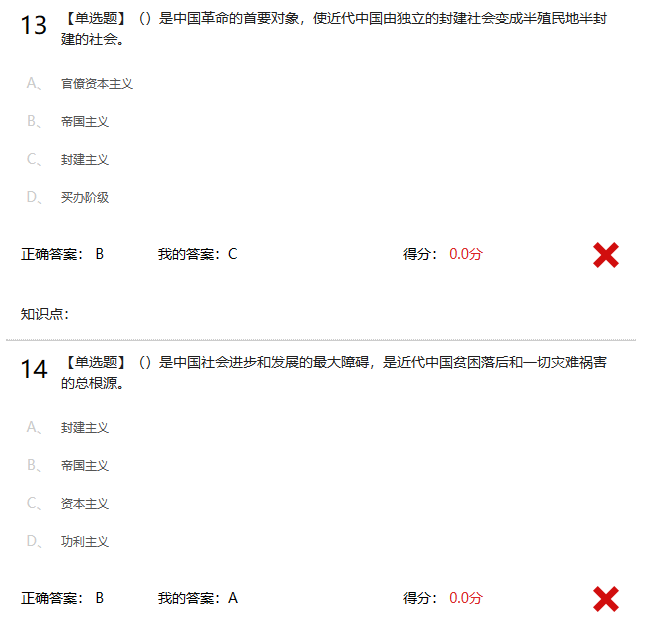 13 【单选题】（）是中国革命的首要对象，使近代中国由独立的封建社会变成半殖民地半封
建的社会。
A、 官僚资本主义
B、 帝国主义
C、 封建主义
D、 买办阶级
正确答案： B 我的答案：C 得分： 0.0分
知识点：
14 【单选题】（）是中国社会进步和发展的最大障碍，是近代中国贫困落后和一切灾难祸害
的总根源。
A、 封建主义
B、 帝国主义
C、 资本主义
D、 功利主义
正确答案： B 我的答案：A 得分： 0.0分